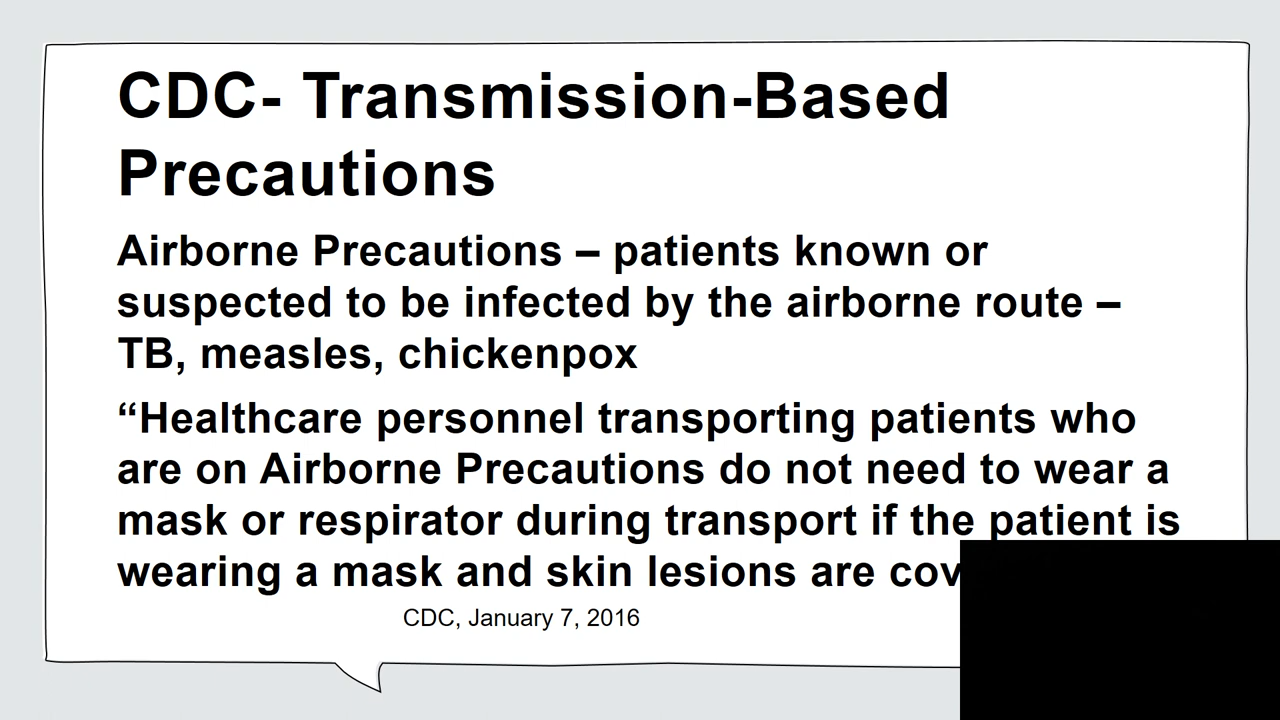 CDC- Transmission-Based
Precautions
Airborne Precautions – patients known or
suspected to be infected by the airborne route –
TB, measles, chickenpox
“Healthcare personnel transporting patients who
are on Airborne Precautions do not need to wear a
mask or respirator during transport if the patient is
wearing a mask and skin lesions are
CDC, January 7, 2016